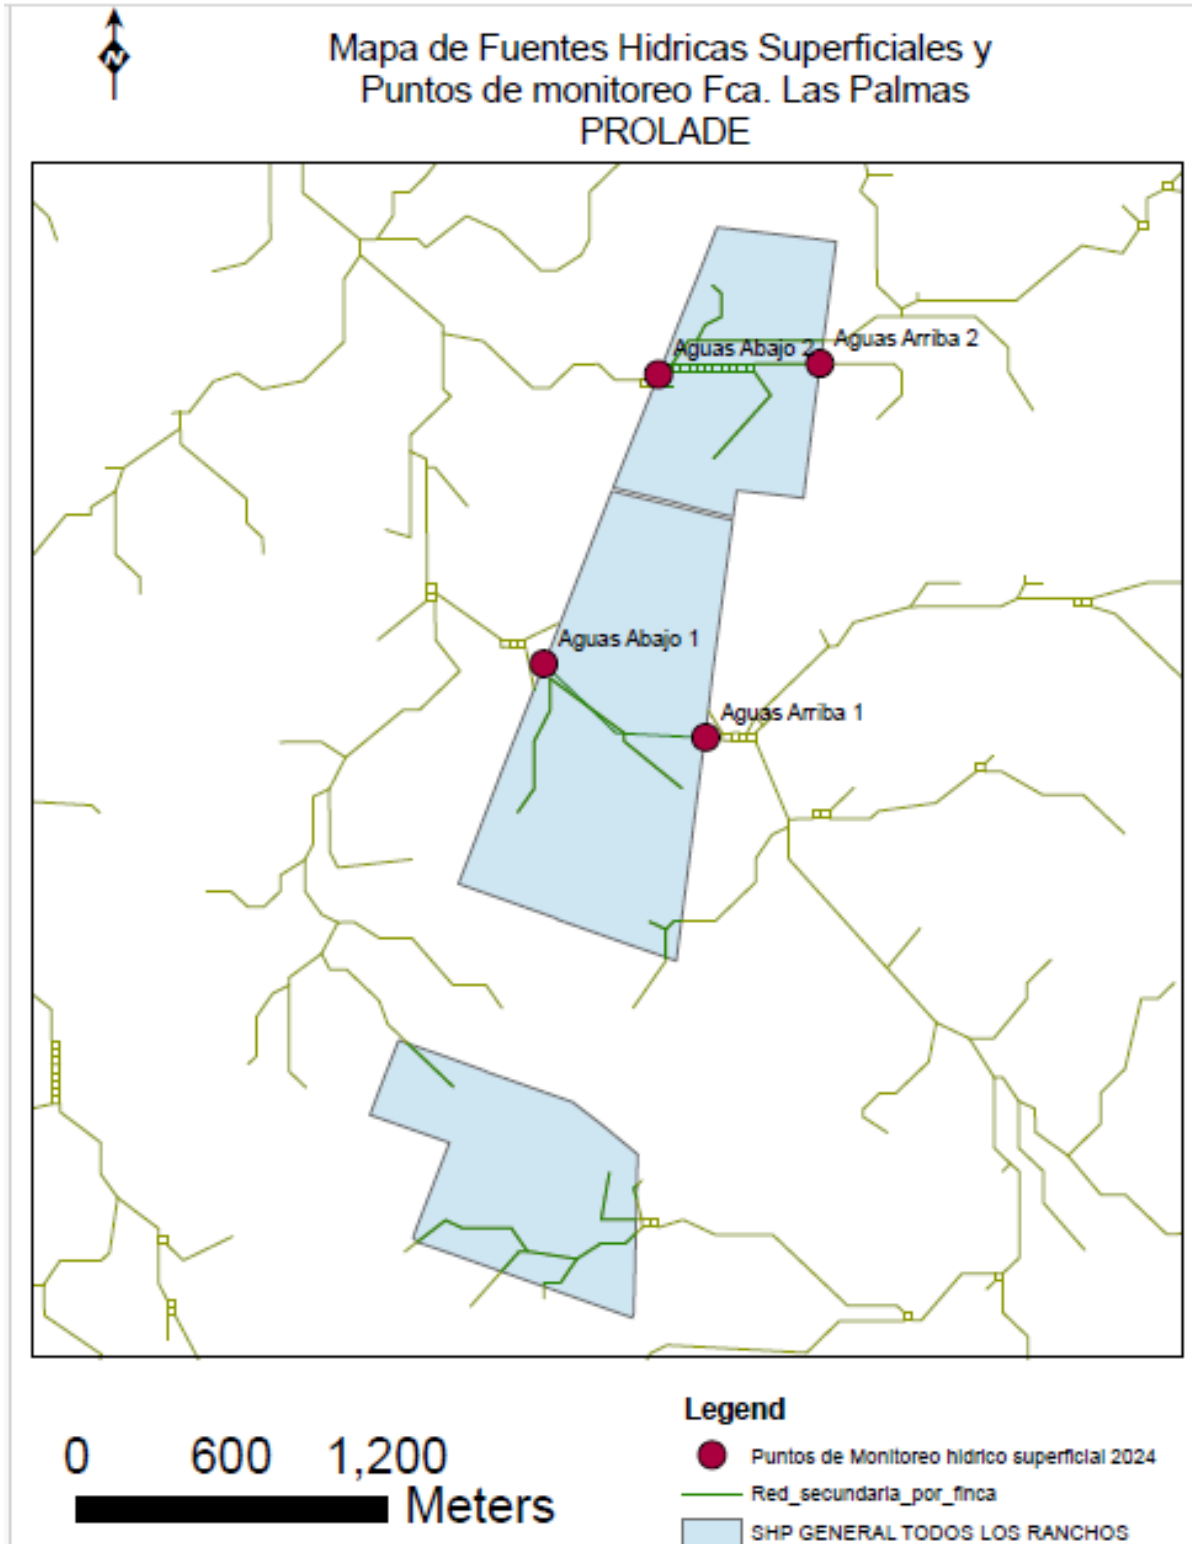 N
Mapa de Fuentes Hidricas Superficiales y
Puntos de monitoreo Fca. Las Palmas
PROLADE
Aguas Arriba 2
Aguas Abajo 2
Aguas Abajo 1
Aguas Arriba 1
Legend
0 600 1,200
Meters
Puntos de Monitoreo hidrico superficial 2024
Red_secundaria_por_finca
SHP GENERAL TODOS LOS RANCHOS